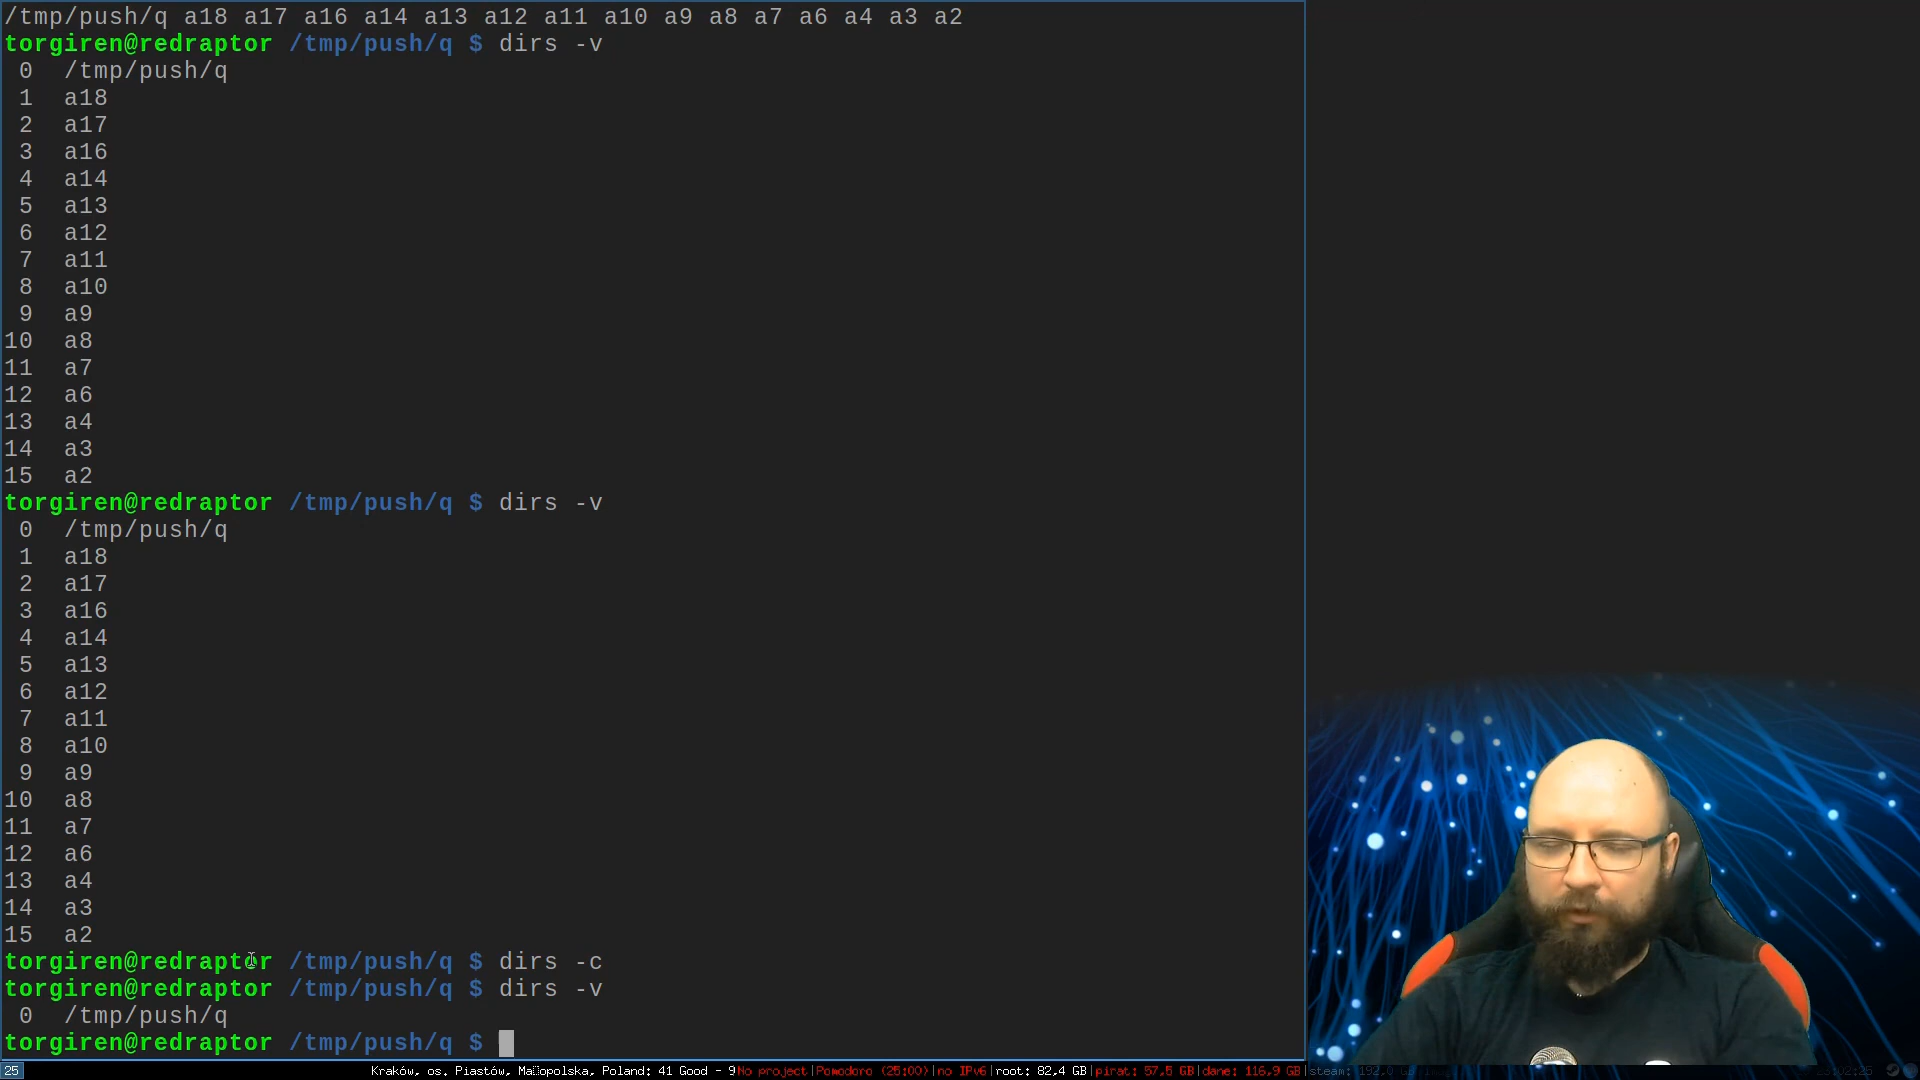 /tmp/push/q a18 a17 a16 a14 a13 a12 a11 a10 a9 a8 a7 a6 a4 a3 a2
torgiren@redraptor /tmp/push/q $ dirs -v
0 /tmp/push/q
1 a18
2 a17
3 a16
4 a14
5 a13
6 a12
7 a11
8 a10
9 a9
10 a8
11 a7
12 a6
13 a4
14 a3
15 a2
torgiren@redraptor /tmp/push/q $ dirs -v
0 /tmp/push/q
1 a18
2 a17
3 a16
4 a14
5 a13
6 a12
7 a11
8 a10
9 a9
10 a8
11 a7
12 a6
13 a4
14 a3
15 a2
torgiren@redraptor /tmp/push/q $ dirs -c
torgiren@redraptor /tmp/push/q $ dirs -v
0 /tmp/push/q
torgiren@redraptor /tmp/push/q $
25 Kraków, os. Piastów, Małopolska, Poland: 41 Good - 9 No project|Pomodoro (25:00)|no IPv6|root: 82,4 GB|pirat: 57,5 GB|dane: 116,9 GB|steam: 192,0